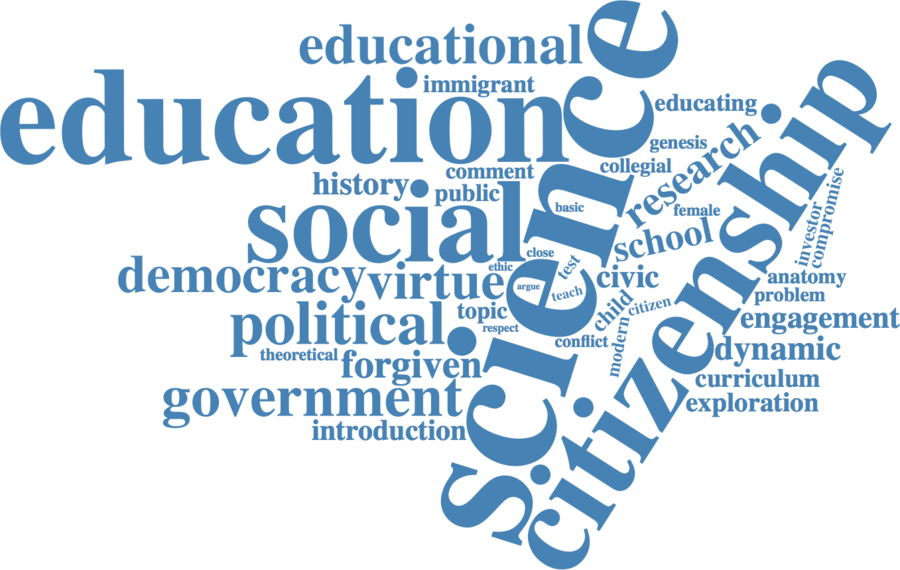 educational
science
education
immigrant
educating
citizenship
genesis
research
collegial
comment
history
public
social
basic
female
school
investor
compromise
close
democracy
virtue
ethic
test
civic
anatomy
argue
teach
problem
child
citizen
political
topic
engagement
respect
modern
conflict
dynamic
theoretical
forgiven
curriculum
government
exploration
introduction